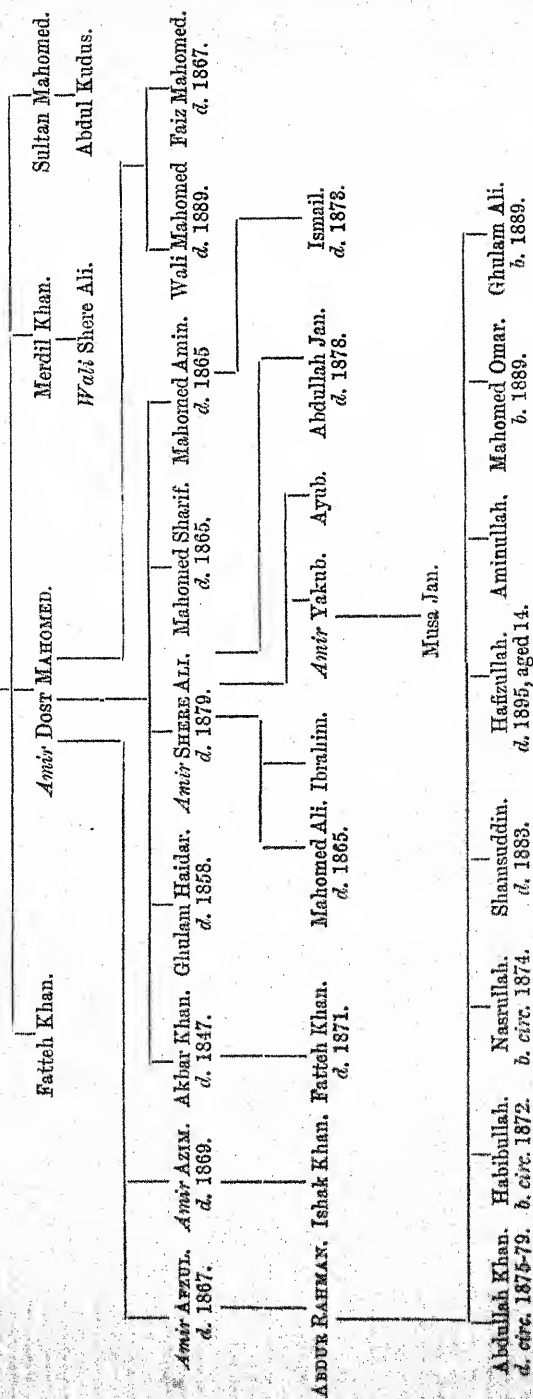 Fatteh Khan. Amir DOST MAHOMED. Merdil Khan. Sultan Mahomed.
Wali Shere Ali. Abdul Kudus.
Amir AFZUL. Amir AZIM. Akbar Khan. Ghulam Haidar. Amir SHERE ALI. Mahomed Sharif. Mahomed Amin. Wali Mahomed Faiz Mahomed.
d. 1867. d. 1869. d. 1847. d. 1858. d. 1879. d. 1865. d. 1865 d. 1889. d. 1867.
ABDUR RAHMAN. Ishak Khan. Fatteh Khan. Mahomed Ali. Ibrahim. Amir Yakub. Ayub. Abdullah Jan. Ismail.
d. 1871. d. 1865. d. 1878. d. 1873.
Musa Jan.
Abdullah Khan. Habibullah. Nasrullah. Shamsuddin. Hafizullah. Aminullah. Mahomed Omar. Ghulam Ali.
d. circ. 1875-79. b. circ. 1872. b. circ. 1874. d. 1883. d. 1895, aged 14. b. 1889. b. 1889.